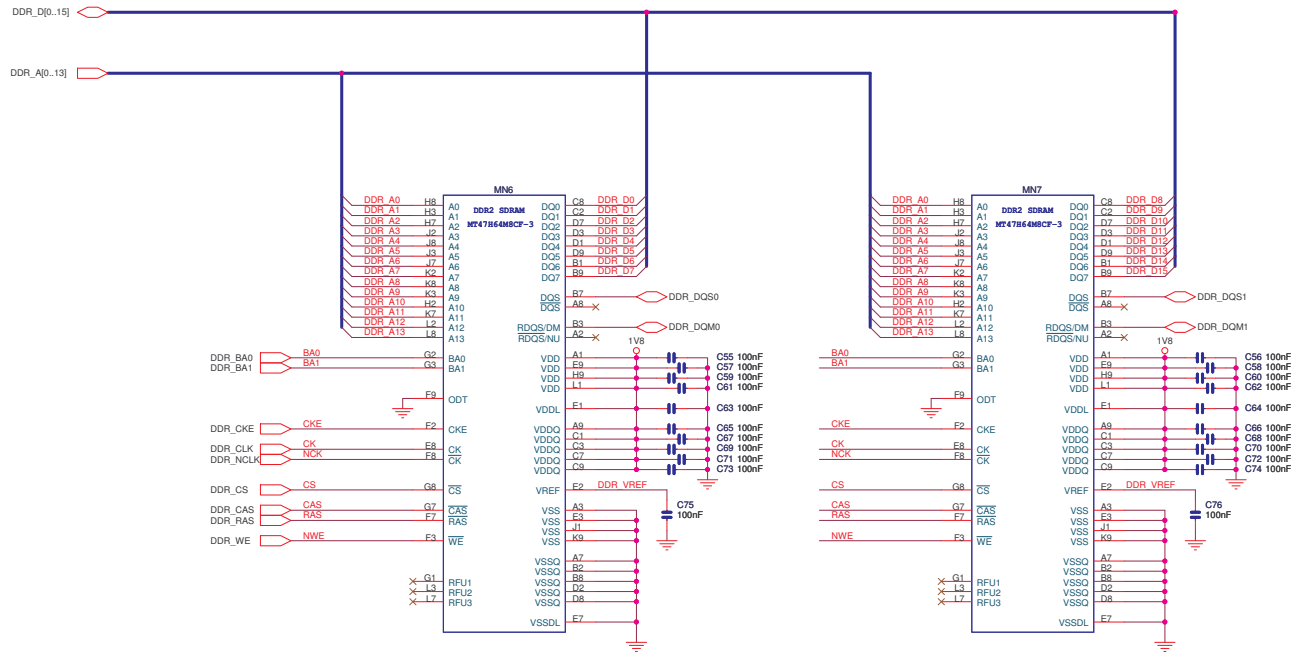 DDR_D[0..15]
DDR_A[0..13]
MN6
DDR2 SDRAM
MT47H64M8CF-3
DDR_A0 H8 A0 DQ0 C8 DDR_D0
DDR_A1 H3 A1 DQ1 C2 DDR_D1
DDR_A2 H7 A2 DQ2 D7 DDR_D2
DDR_A3 J2 A3 DQ3 D3 DDR_D3
DDR_A4 J8 A4 DQ4 D1 DDR_D4
DDR_A5 J3 A5 DQ5 D9 DDR_D5
DDR_A6 J7 A6 DQ6 B1 DDR_D6
DDR_A7 K2 A7 DQ7 B9 DDR_D7
DDR_A8 K8 A8
DDR_A9 K3 A9 DQS B7 DDR_DQS0
DDR_A10 H2 A10 DQS A8
DDR_A11 K7 A11
DDR_A12 L2 A12 RDQS/DM B3 DDR_DQM0
DDR_A13 L8 A13 RDQS/NU A2
1V8
DDR_BA0 BA0 G2 BA0 VDD A1 C55 100nF
DDR_BA1 BA1 G3 BA1 VDD E9 C57 100nF
VDD H9 C59 100nF
VDD L1 C61 100nF
F9 ODT
VDDL E1 C63 100nF
DDR_CKE CKE F2 CKE VDDQ A9 C65 100nF
VDDQ C1 C67 100nF
DDR_CLK CK E8 CK VDDQ C3 C69 100nF
DDR_NCLK NCK F8 CK VDDQ C7 C71 100nF
VDDQ C9 C73 100nF
DDR_CS CS G8 CS VREF E2 DDR_VREF
C75
100nF
DDR_CAS CAS G7 CAS VSS A3
DDR_RAS RAS F7 RAS VSS E3
VSS J1
DDR_WE NWE F3 WE VSS K9
VSSQ A7
VSSQ B2
G1 RFU1 VSSQ B8
L3 RFU2 VSSQ D2
L7 RFU3 VSSQ D8
VSSDL E7
MN7
DDR2 SDRAM
MT47H64M8CF-3
DDR_A0 H8 A0 DQ0 C8 DDR_D8
DDR_A1 H3 A1 DQ1 C2 DDR_D9
DDR_A2 H7 A2 DQ2 D7 DDR_D10
DDR_A3 J2 A3 DQ3 D3 DDR_D11
DDR_A4 J8 A4 DQ4 D1 DDR_D12
DDR_A5 J3 A5 DQ5 D9 DDR_D13
DDR_A6 J7 A6 DQ6 B1 DDR_D14
DDR_A7 K2 A7 DQ7 B9 DDR_D15
DDR_A8 K8 A8
DDR_A9 K3 A9 DQS B7 DDR_DQS1
DDR_A10 H2 A10 DQS A8
DDR_A11 K7 A11
DDR_A12 L2 A12 RDQS/DM B3 DDR_DQM1
DDR_A13 L8 A13 RDQS/NU A2
1V8
BA0 G2 BA0 VDD A1 C56 100nF
BA1 G3 BA1 VDD E9 C58 100nF
VDD H9 C60 100nF
VDD L1 C62 100nF
F9 ODT
VDDL E1 C64 100nF
CKE F2 CKE VDDQ A9 C66 100nF
VDDQ C1 C68 100nF
CK E8 CK VDDQ C3 C70 100nF
NCK F8 CK VDDQ C7 C72 100nF
VDDQ C9 C74 100nF
CS G8 CS VREF E2 DDR_VREF
C76
100nF
CAS G7 CAS VSS A3
RAS F7 RAS VSS E3
VSS J1
NWE F3 WE VSS K9
VSSQ A7
VSSQ B2
G1 RFU1 VSSQ B8
L3 RFU2 VSSQ D2
L7 RFU3 VSSQ D8
VSSDL E7